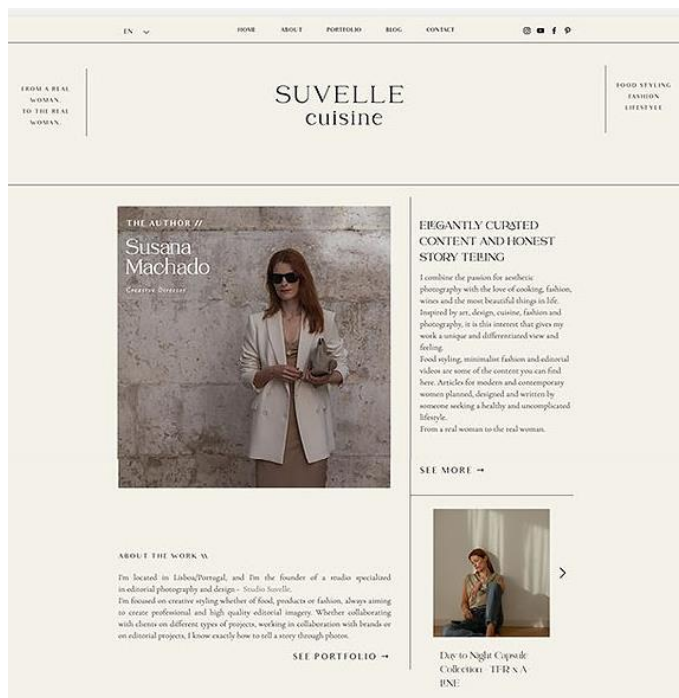 EN
HOME ABOUT PORTFOLIO BLOG CONTACT
FROM A REAL
WOMAN,
TO THE REAL
WOMAN.
SUVELLE
cuisine
FOOD STYLING
FASHION
LIFESTYLE
THE AUTHOR //
Susana
Machado
Creative Director
ELEGANTLY CURATED
CONTENT AND HONEST
STORY TELLING
I combine the passion for aesthetic
photography with the love of cooking, fashion,
wines and the most beautiful things in life.
Inspired by art, design, cuisine, fashion and
photography, it is this interest that gives my
work a unique and differentiated view and
feeling.
Food styling, minimalist fashion and editorial
videos are some of the content you can find
here. Articles for modern and contemporary
women planned, designed and written by
someone seeking a healthy and uncomplicated
lifestyle.
From a real woman to the real woman.
SEE MORE →
ABOUT THE WORK \\
I'm located in Lisboa/Portugal, and I'm the founder of a studio specialized
in editorial photography and design - Studio Suvelle.
I'm focused on creative styling whether of food, products or fashion, always aiming
to create professional and high quality editorial imagery. Whether collaborating
with clients on different types of projects, working in collaboration with brands or
on editorial projects, I know exactly how to tell a story through photos.
SEE PORTFOLIO →
Day to Night Capsule
Collection - TFR x A-
LINE